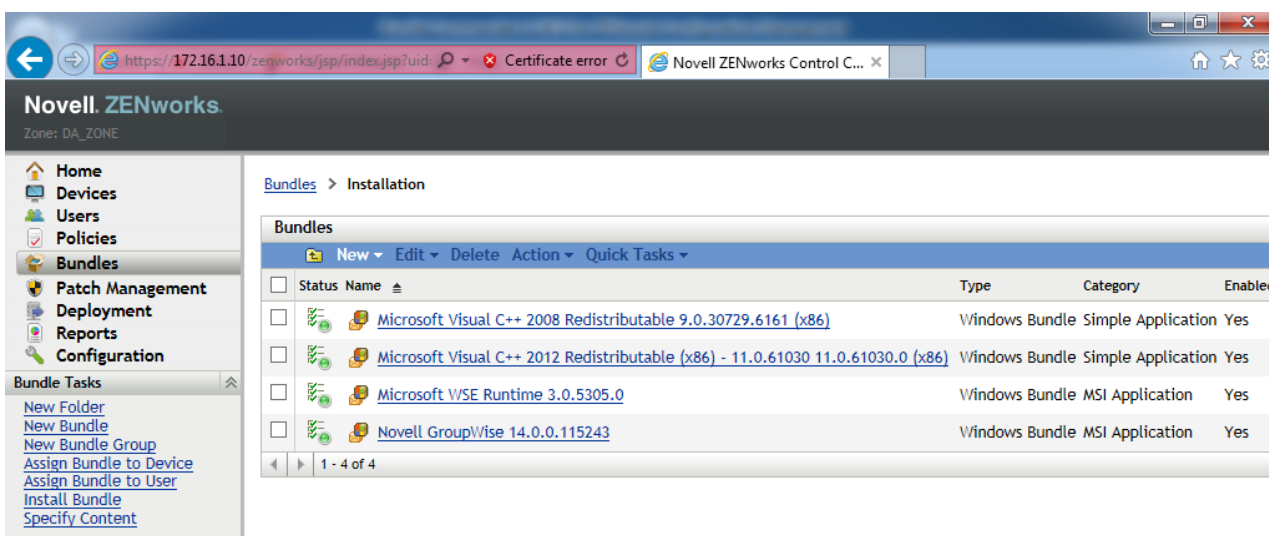 https://172.16.1.10/zenworks/jsp/index.jsp?uid: Certificate error Novell ZENworks Control C...
Novell. ZENworks.
Zone: DA_ZONE
Home
Devices
Users
Policies
Bundles
Patch Management
Deployment
Reports
Configuration
Bundle Tasks
New Folder
New Bundle
New Bundle Group
Assign Bundle to Device
Assign Bundle to User
Install Bundle
Specify Content
Bundles > Installation
Bundles
New Edit Delete Action Quick Tasks
Status Name Type Category Enabled
Microsoft Visual C++ 2008 Redistributable 9.0.30729.6161 (x86) Windows Bundle Simple Application Yes
Microsoft Visual C++ 2012 Redistributable (x86) - 11.0.61030 11.0.61030.0 (x86) Windows Bundle Simple Application Yes
Microsoft WSE Runtime 3.0.5305.0 Windows Bundle MSI Application Yes
Novell GroupWise 14.0.0.115243 Windows Bundle MSI Application Yes
1 - 4 of 4